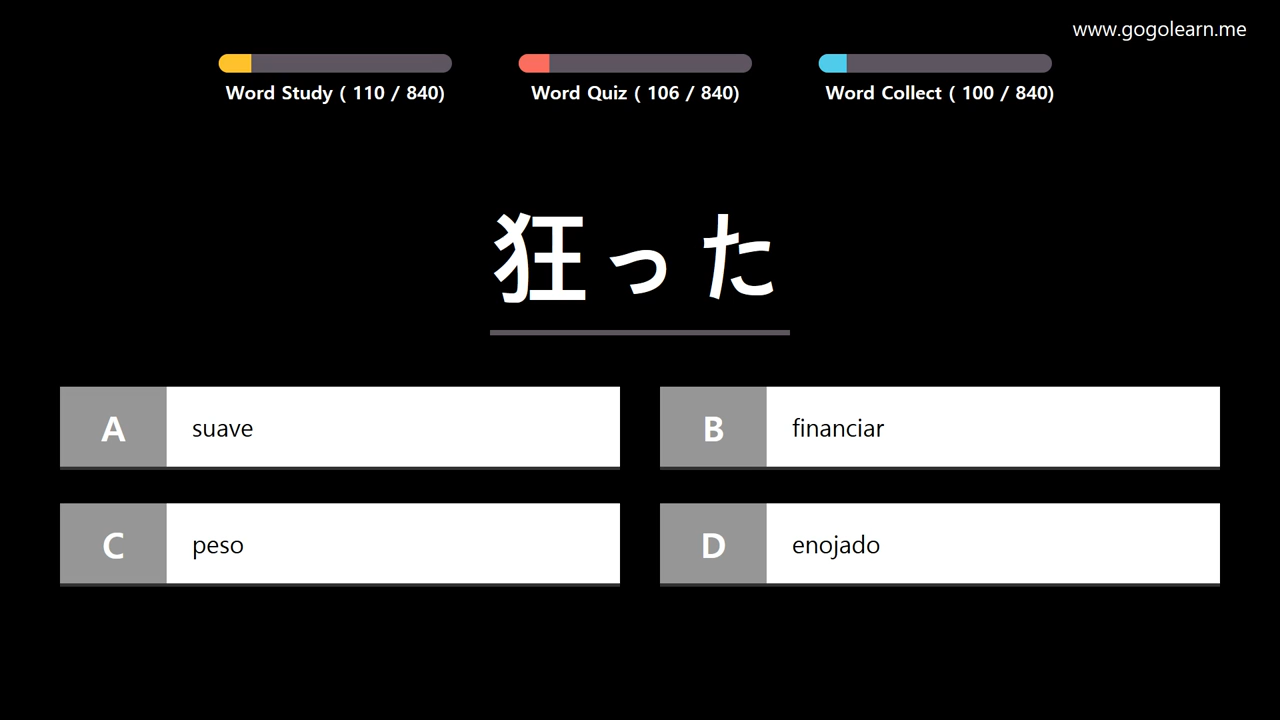 www.gogolearn.me
Word Study ( 110 / 840)
Word Quiz ( 106 / 840)
Word Collect ( 100 / 840)
狂った
A suave
B financiar
C peso
D enojado